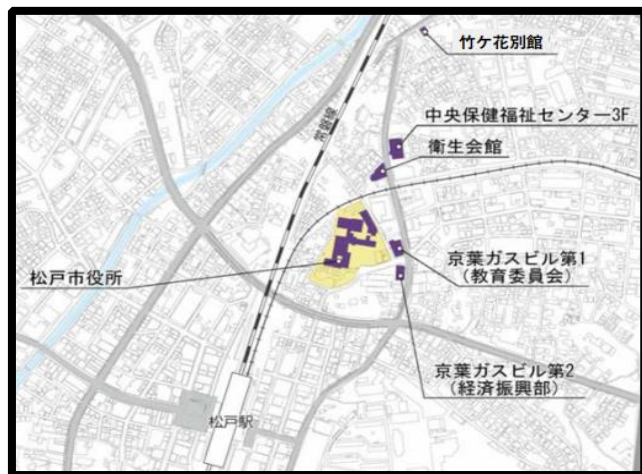 竹ケ花別館
中央保健福祉センター3F
衛生会館
常磐線
京葉ガスビル第1
(教育委員会)
松戸市役所
京葉ガスビル第2
(経済振興部)
松戸駅